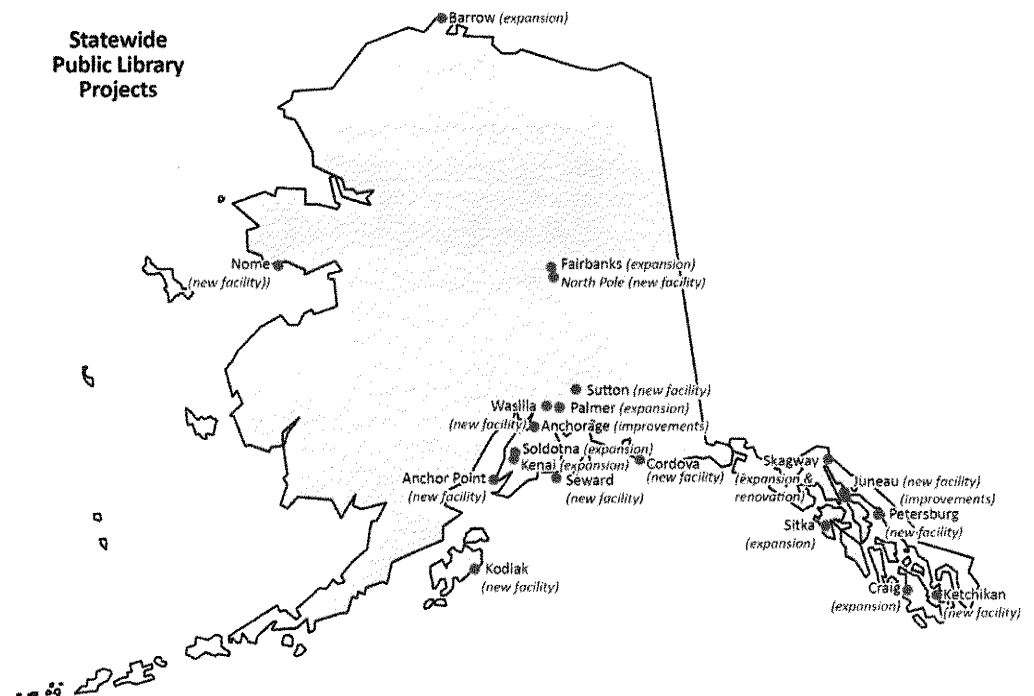 Statewide
Public Library
Projects
Barrow (expansion)
Nome
(new facility))
Fairbanks (expansion)
North Pole (new facility)
Sutton (new facility)
Wasilla
(new facility)
Palmer (expansion)
Anchorage (improvements)
Soldotna (expansion)
Kenai (expansion)
Anchor Point
(new facility)
Seward
(new facility)
Cordova
(new facility)
Skagway
(expansion &
renovation)
Juneau (new facility)
(improvements)
Petersburg
(new facility)
Sitka
(expansion)
Kodiak
(new facility)
Craig
(expansion)
Ketchikan
(new facility)